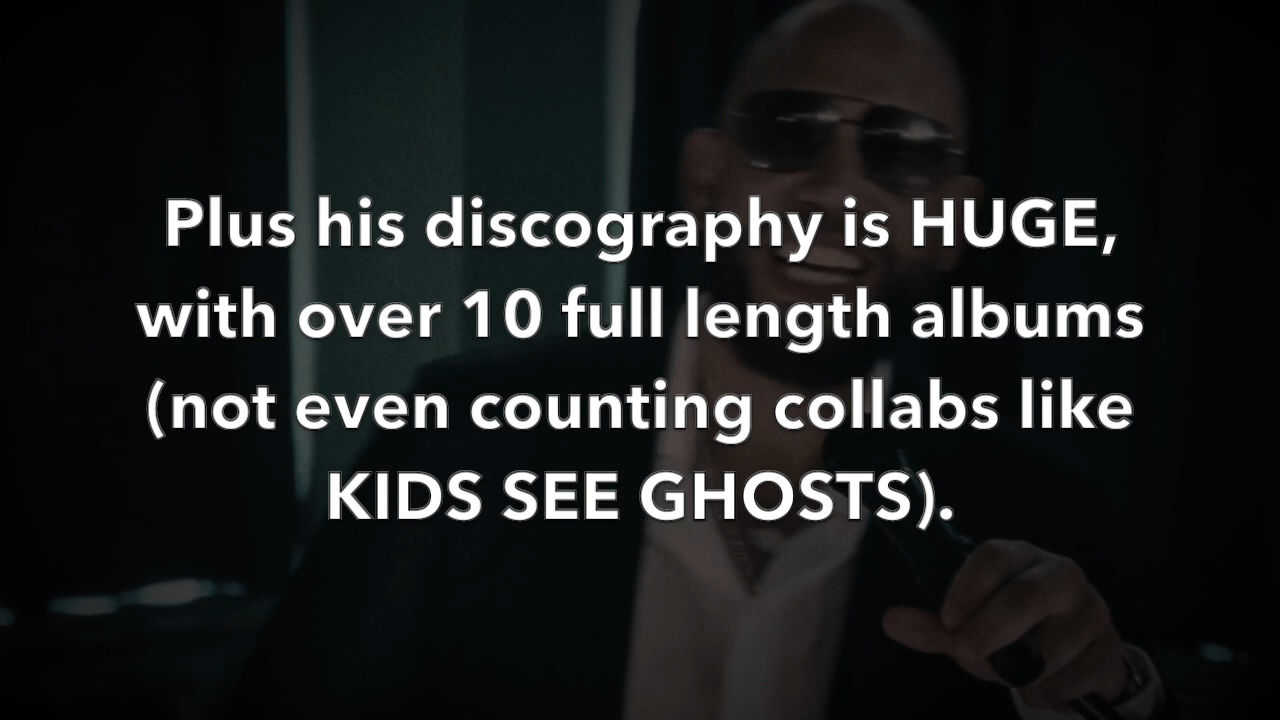 Plus his discography is HUGE,
with over 10 full length albums
(not even counting collabs like
KIDS SEE GHOSTS).